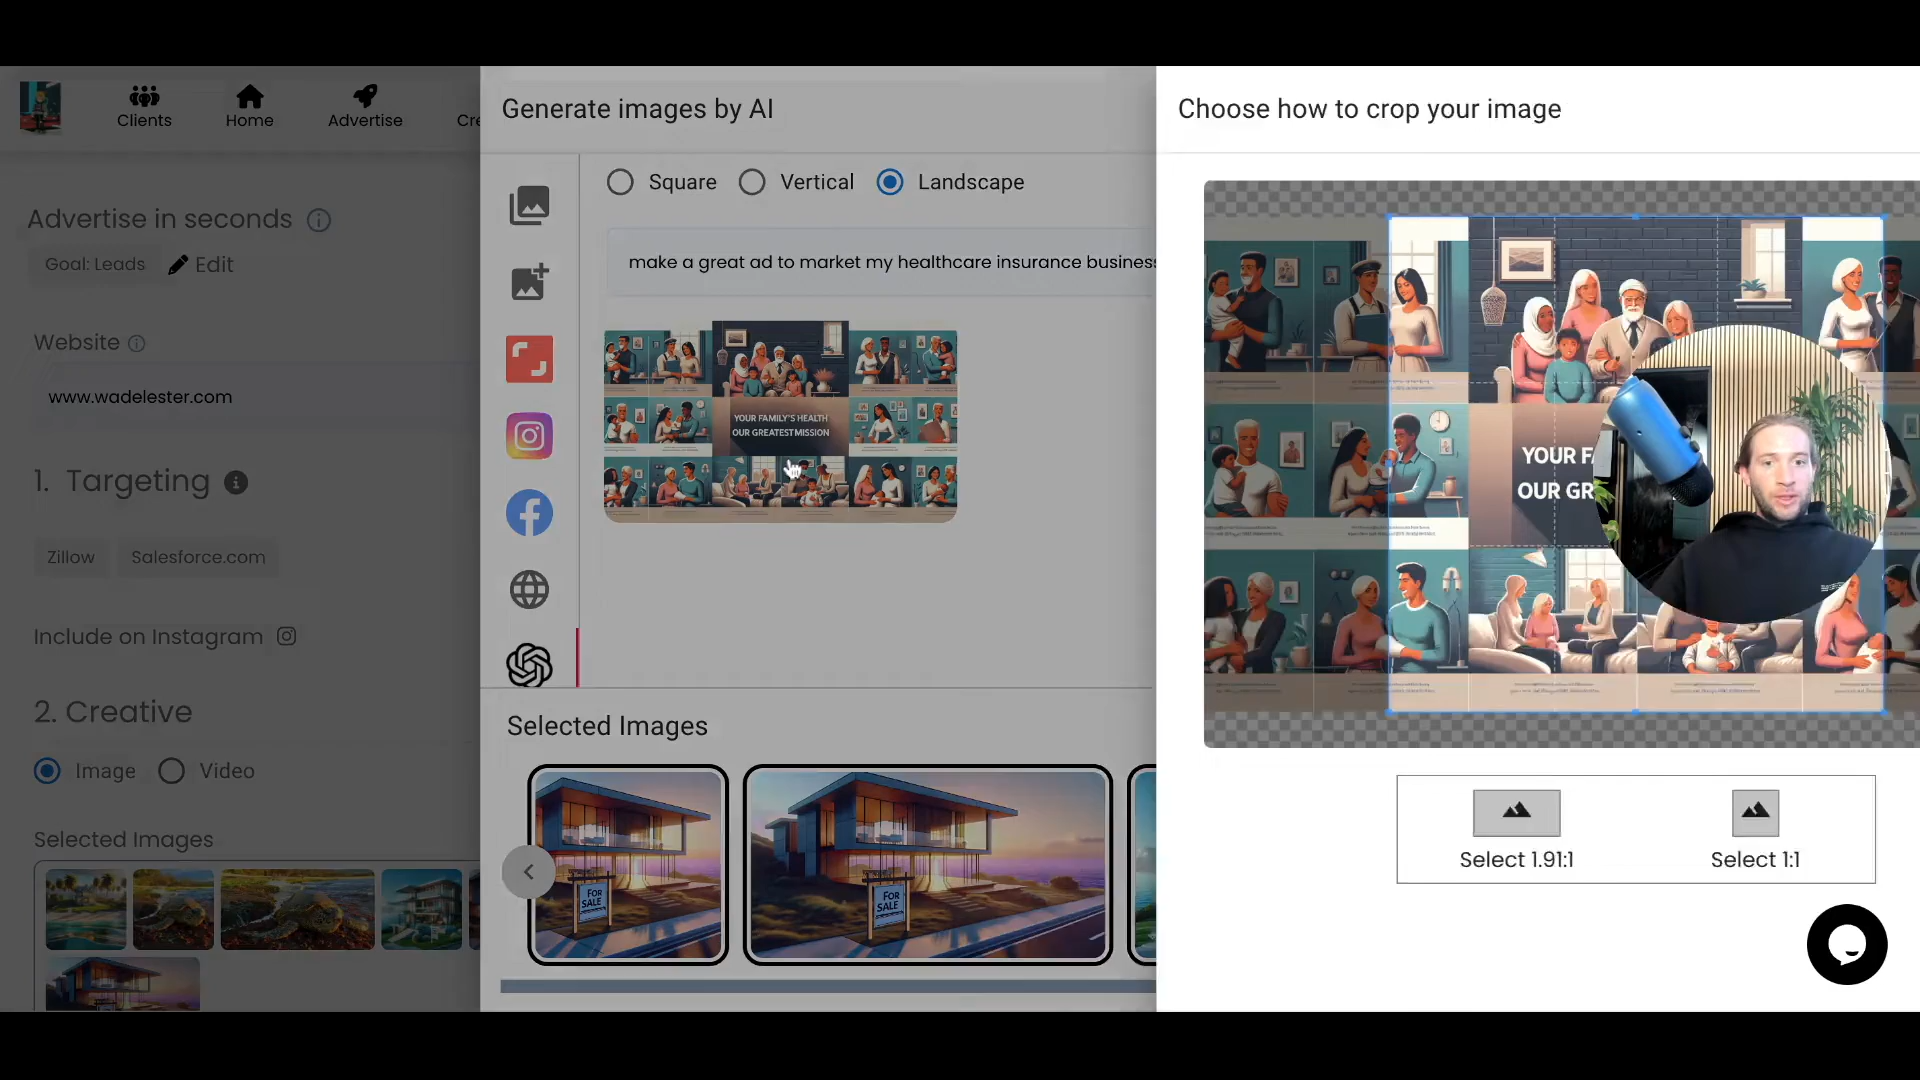 Clients
Home
Advertise
Cre
Advertise in seconds
Goal: Leads
Edit
Website
www.wadelester.com
1. Targeting
Zillow
Salesforce.com
Include on Instagram
2. Creative
Image
Video
Selected Images
Generate images by AI
Square
Vertical
Landscape
make a great ad to market my healthcare insurance business
YOUR FAMILY'S HEALTH
OUR GREATEST MISSION
Selected Images
FOR
SALE
FOR
SALE
Choose how to crop your image
YOUR FA
OUR GR
Select 1.91:1
Select 1:1